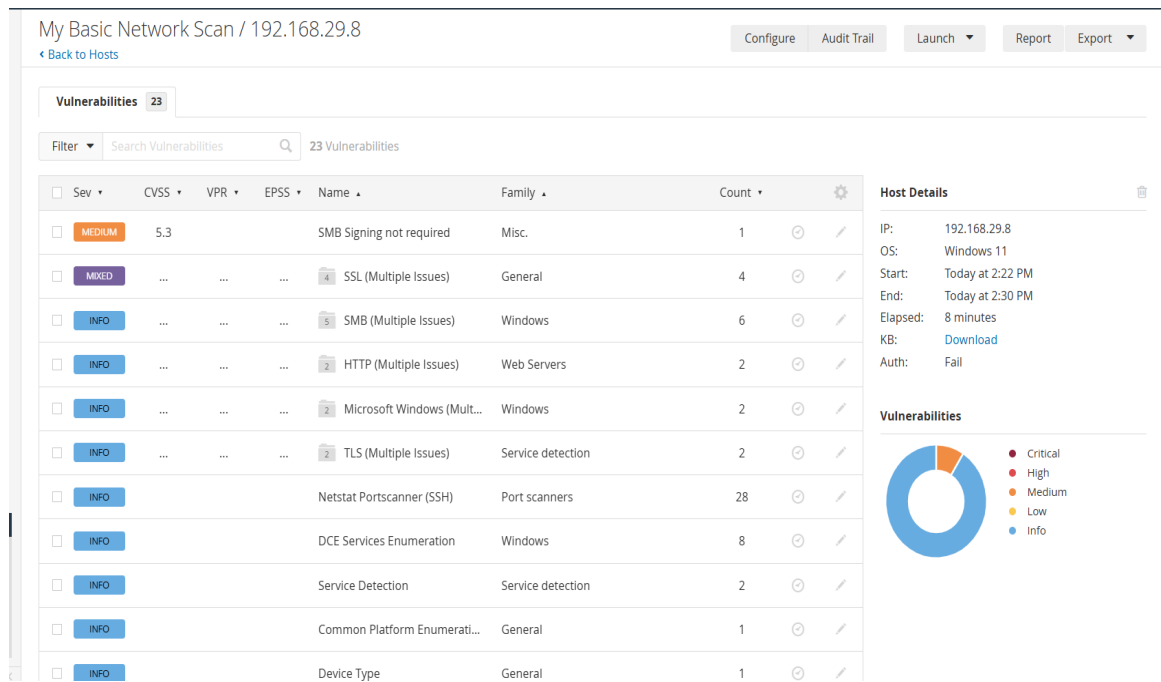 My Basic Network Scan / 192.168.29.8
Back to Hosts
Configure Audit Trail Launch Report Export
Vulnerabilities 23
Filter Search Vulnerabilities 23 Vulnerabilities
Sev CVSS VPR EPSS Name Family Count
MEDIUM 5.3 SMB Signing not required Misc. 1
MIXED ... ... ... 4 SSL (Multiple Issues) General 4
INFO ... ... ... 5 SMB (Multiple Issues) Windows 6
INFO ... ... ... 2 HTTP (Multiple Issues) Web Servers 2
INFO ... ... ... 2 Microsoft Windows (Mult... Windows 2
INFO ... ... ... 2 TLS (Multiple Issues) Service detection 2
INFO Netstat Portscanner (SSH) Port scanners 28
INFO DCE Services Enumeration Windows 8
INFO Service Detection Service detection 2
INFO Common Platform Enumerati... General 1
INFO Device Type General 1
Host Details
IP: 192.168.29.8
OS: Windows 11
Start: Today at 2:22 PM
End: Today at 2:30 PM
Elapsed: 8 minutes
KB: Download
Auth: Fail
Vulnerabilities
Critical
High
Medium
Low
Info